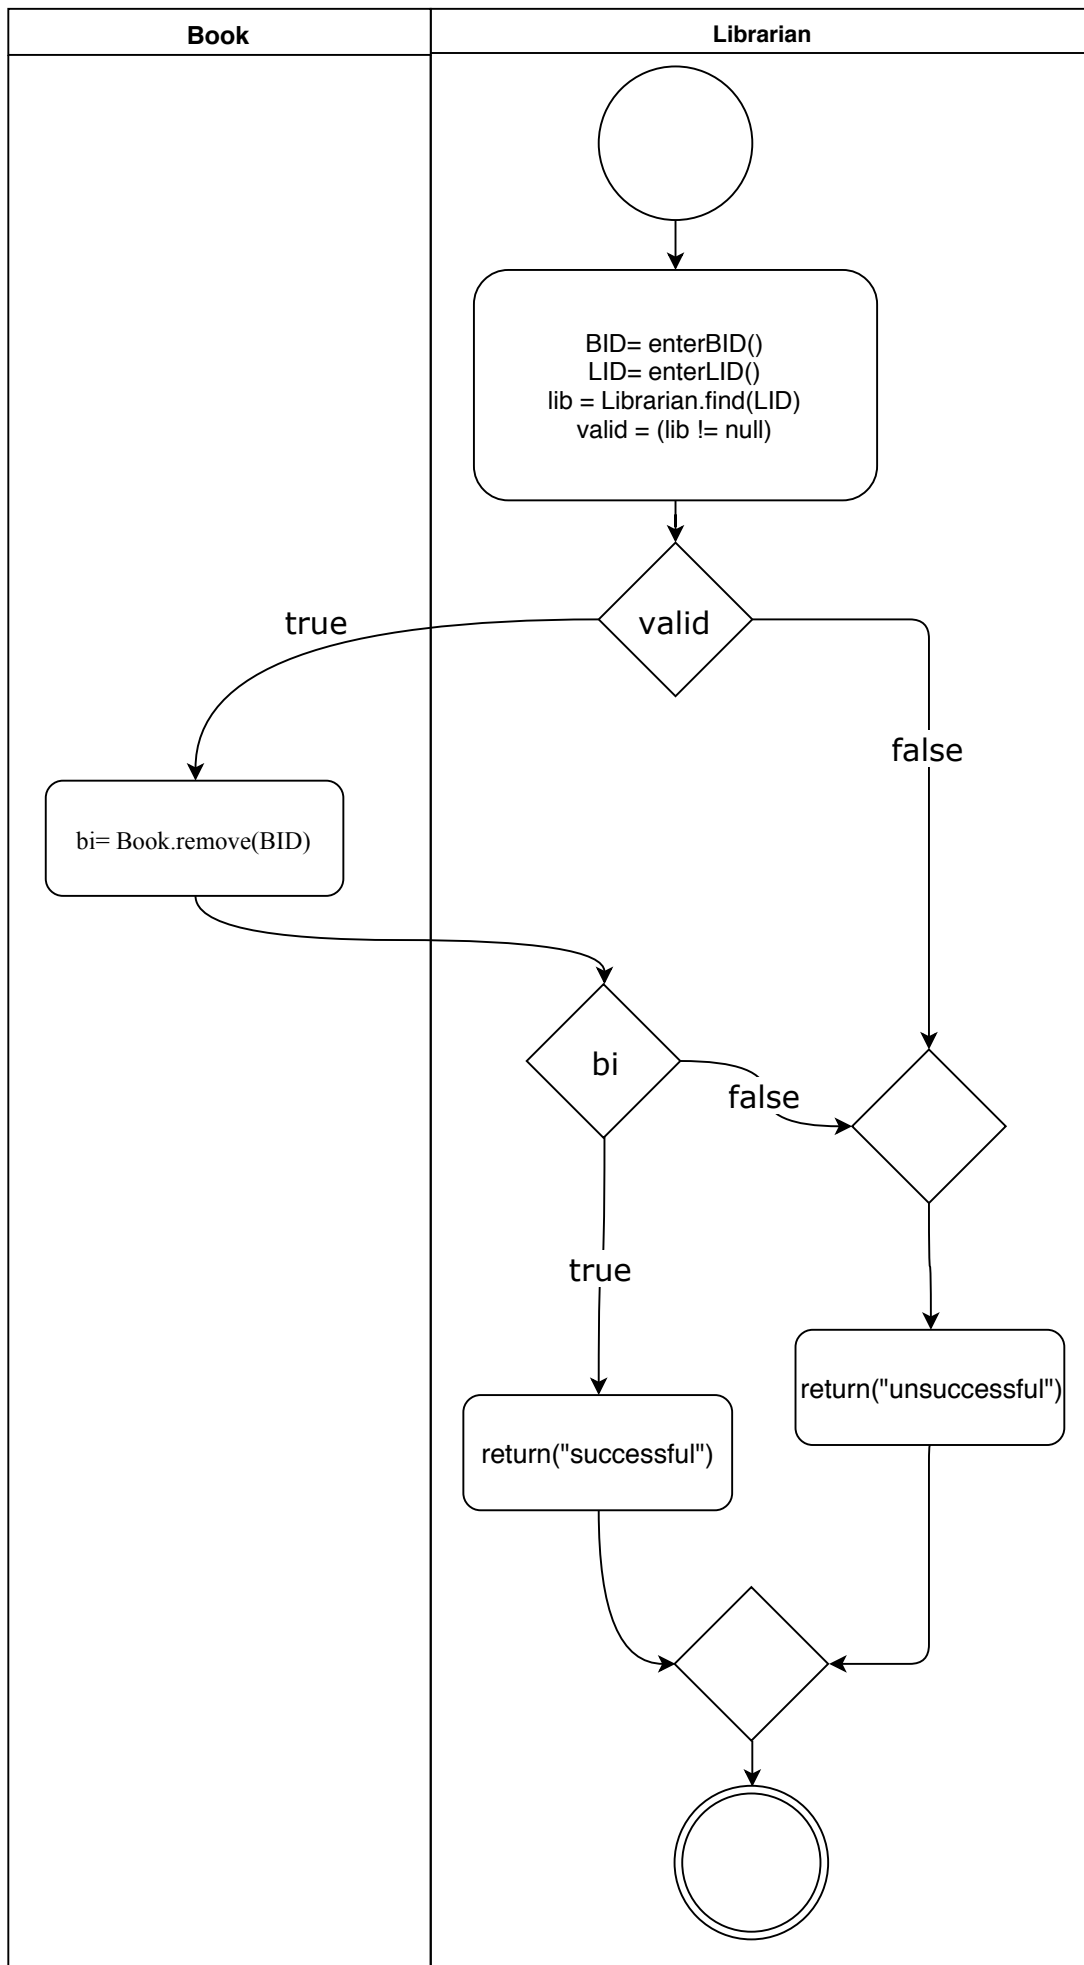 Book
Librarian
BID= enterBID()
LID= enterLID()
lib = Librarian.find(LID)
valid = (lib != null)
valid
true
false
bi= Book.remove(BID)
bi
false
true
return("unsuccessful")
return("successful")